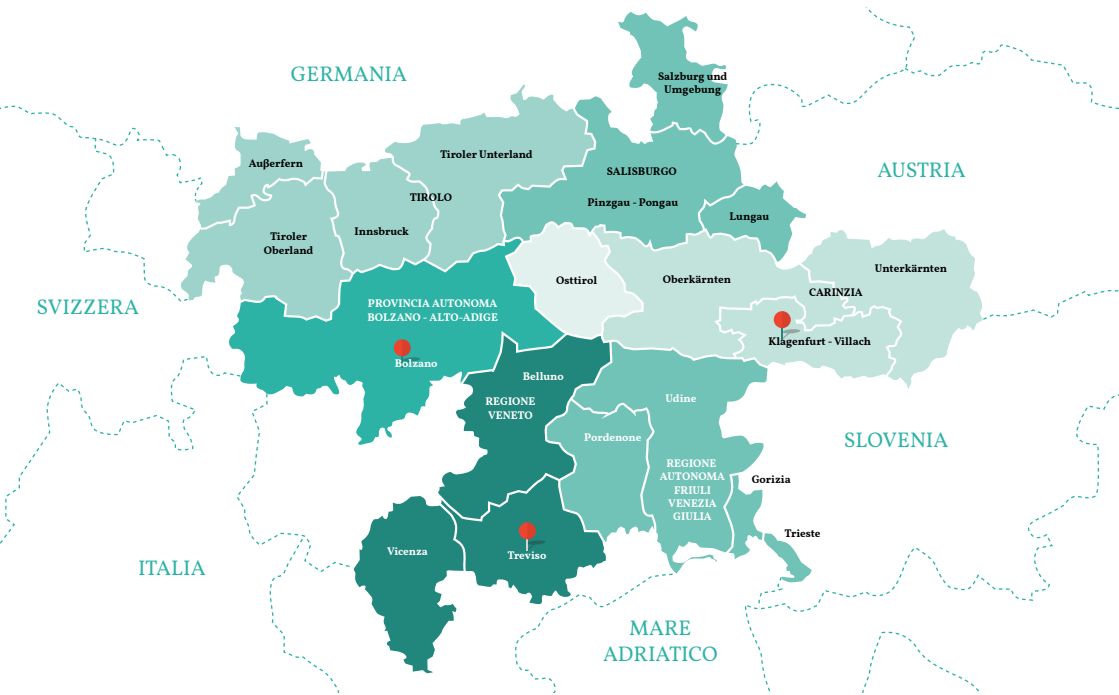 GERMANIA
Salzburg und
Umgebung
Außerfern
Tiroler Unterland
AUSTRIA
SALISBURGO
TIROLO
Pinzgau - Pongau
Lungau
Innsbruck
Tiroler
Oberland
Osttirol
Oberkärnten
Unterkärnten
CARINZIA
SVIZZERA
PROVINCIA AUTONOMA
BOLZANO - ALTO-ADIGE
Klagenfurt - Villach
Bolzano
Belluno
REGIONE
VENETO
Udine
Pordenone
SLOVENIA
REGIONE
AUTONOMA
FRIULI
VENEZIA
GIULIA
Gorizia
Trieste
Vicenza
Treviso
ITALIA
MARE
ADRIATICO